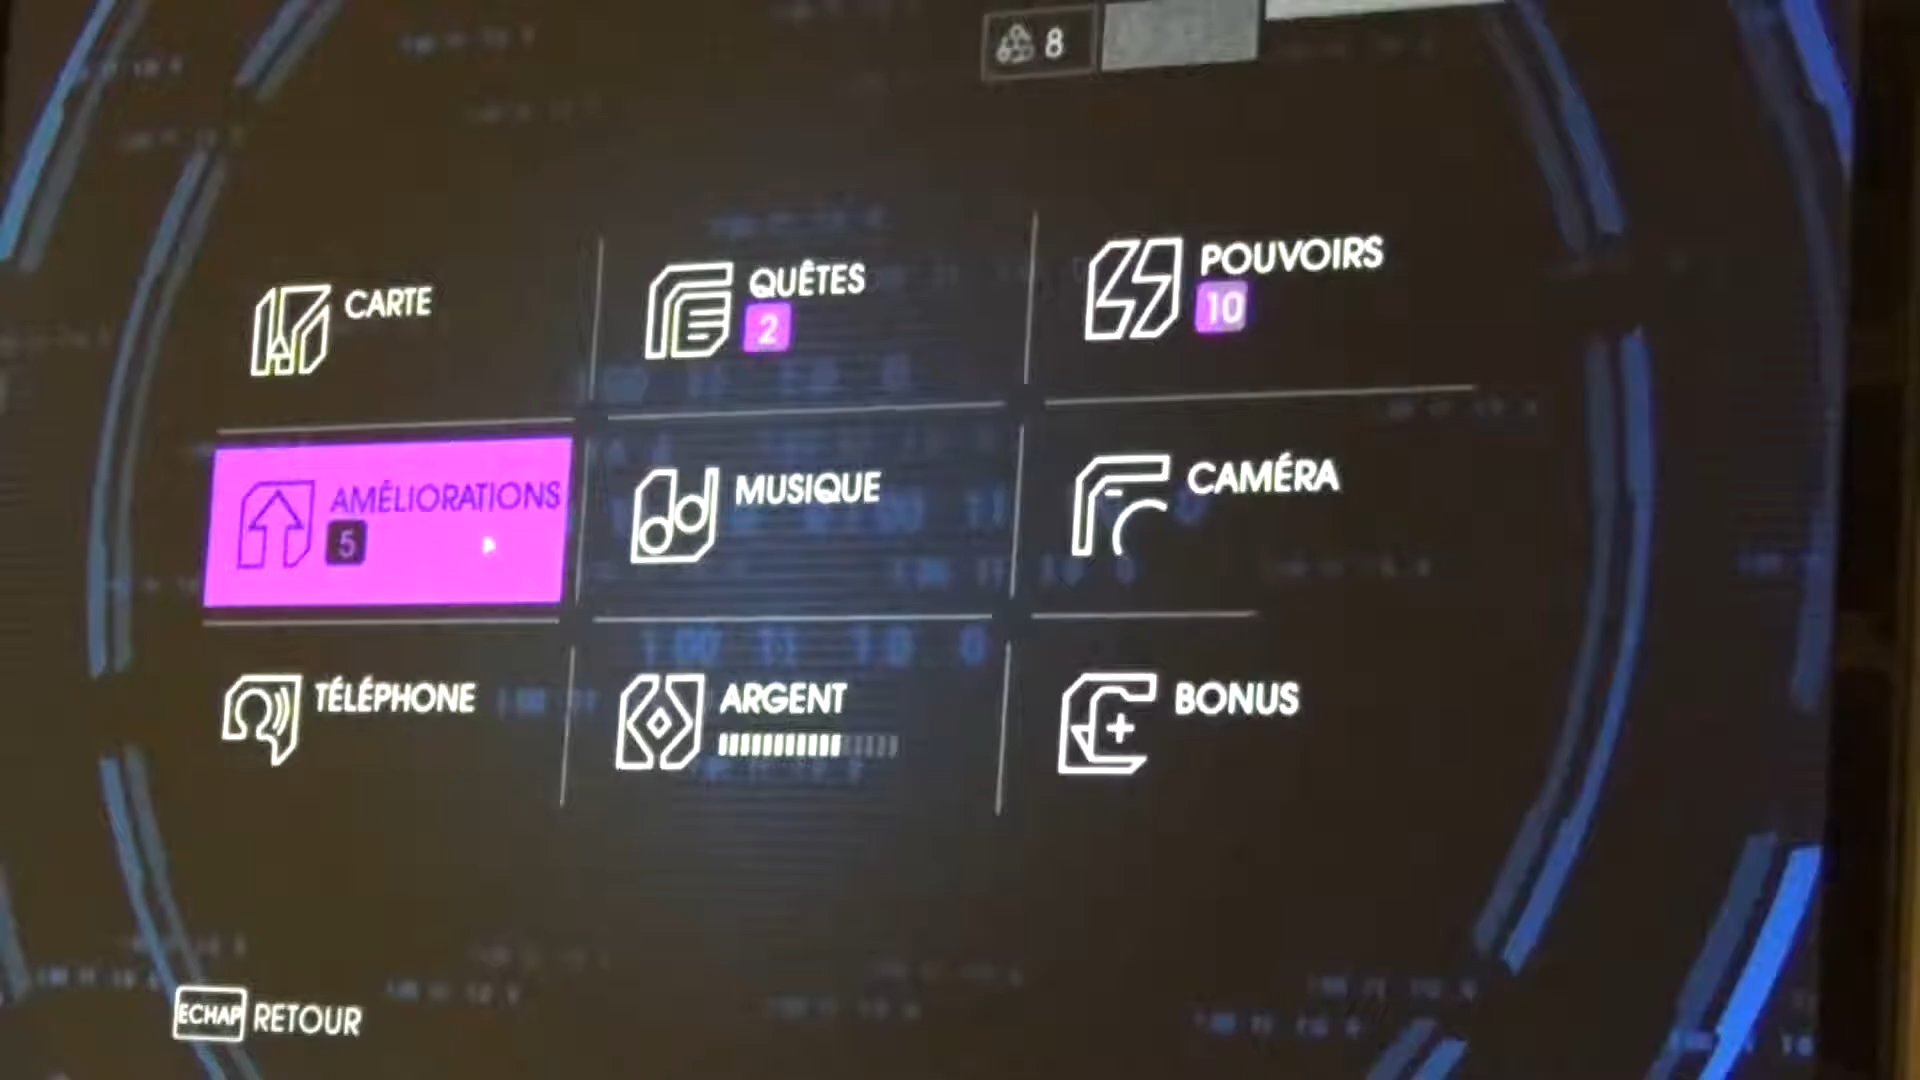 8
CARTE
QUÊTES
2
POUVOIRS
10
AMÉLIORATIONS
5
MUSIQUE
CAMÉRA
TÉLÉPHONE
ARGENT
BONUS
ECHAP RETOUR